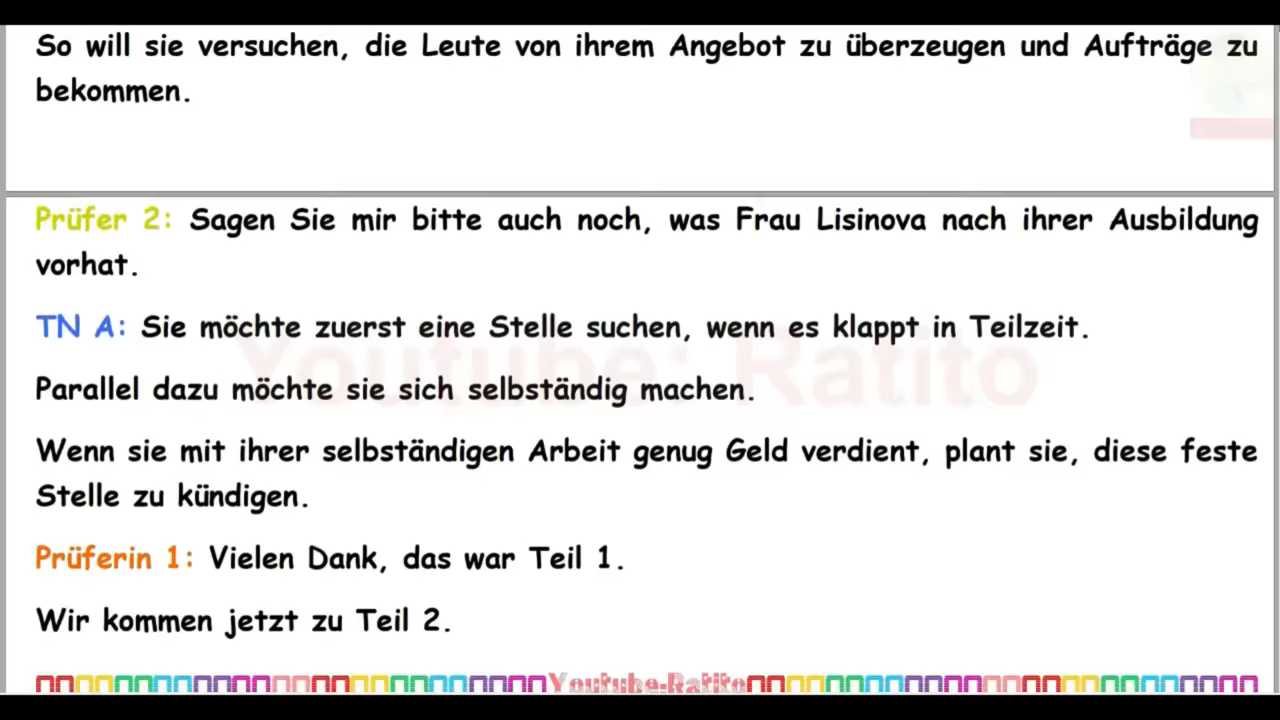 So will sie versuchen, die Leute von ihrem Angebot zu überzeugen und Aufträge zu
bekommen.
Prüfer 2: Sagen Sie mir bitte auch noch, was Frau Lisinova nach ihrer Ausbildung
vorhat.
TN A: Sie möchte zuerst eine Stelle suchen, wenn es klappt in Teilzeit.
Youtube: Ratito
Parallel dazu möchte sie sich selbständig machen.
Wenn sie mit ihrer selbständigen Arbeit genug Geld verdient, plant sie, diese feste
Stelle zu kündigen.
Prüferin 1: Vielen Dank, das war Teil 1.
Wir kommen jetzt zu Teil 2.
Youtube:Ratito